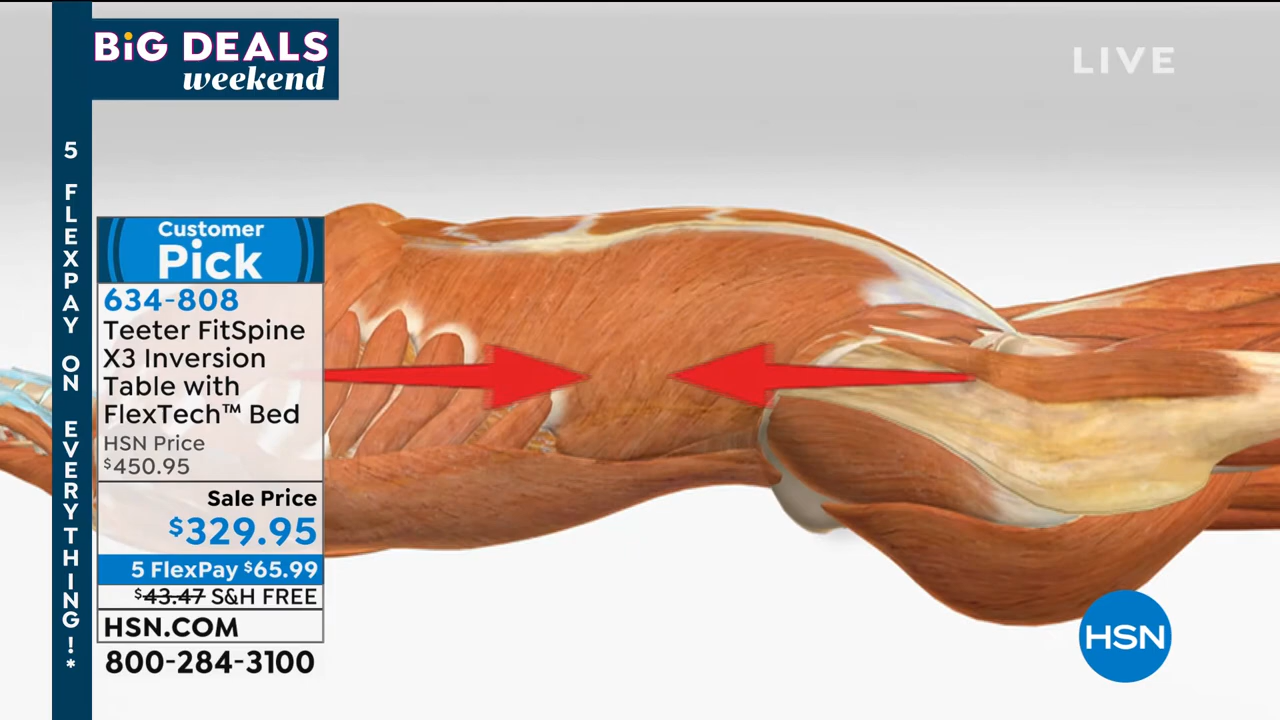 BiG DEALS
weekend
LIVE
5 FLEXPAY ON EVERYTHING!*
Customer
Pick
634-808
Teeter FitSpine
X3 Inversion
Table with
FlexTech™ Bed
HSN Price
$450.95
Sale Price
$329.95
5 FlexPay $65.99
$43.47 S&H FREE
HSN.COM
800-284-3100
HSN